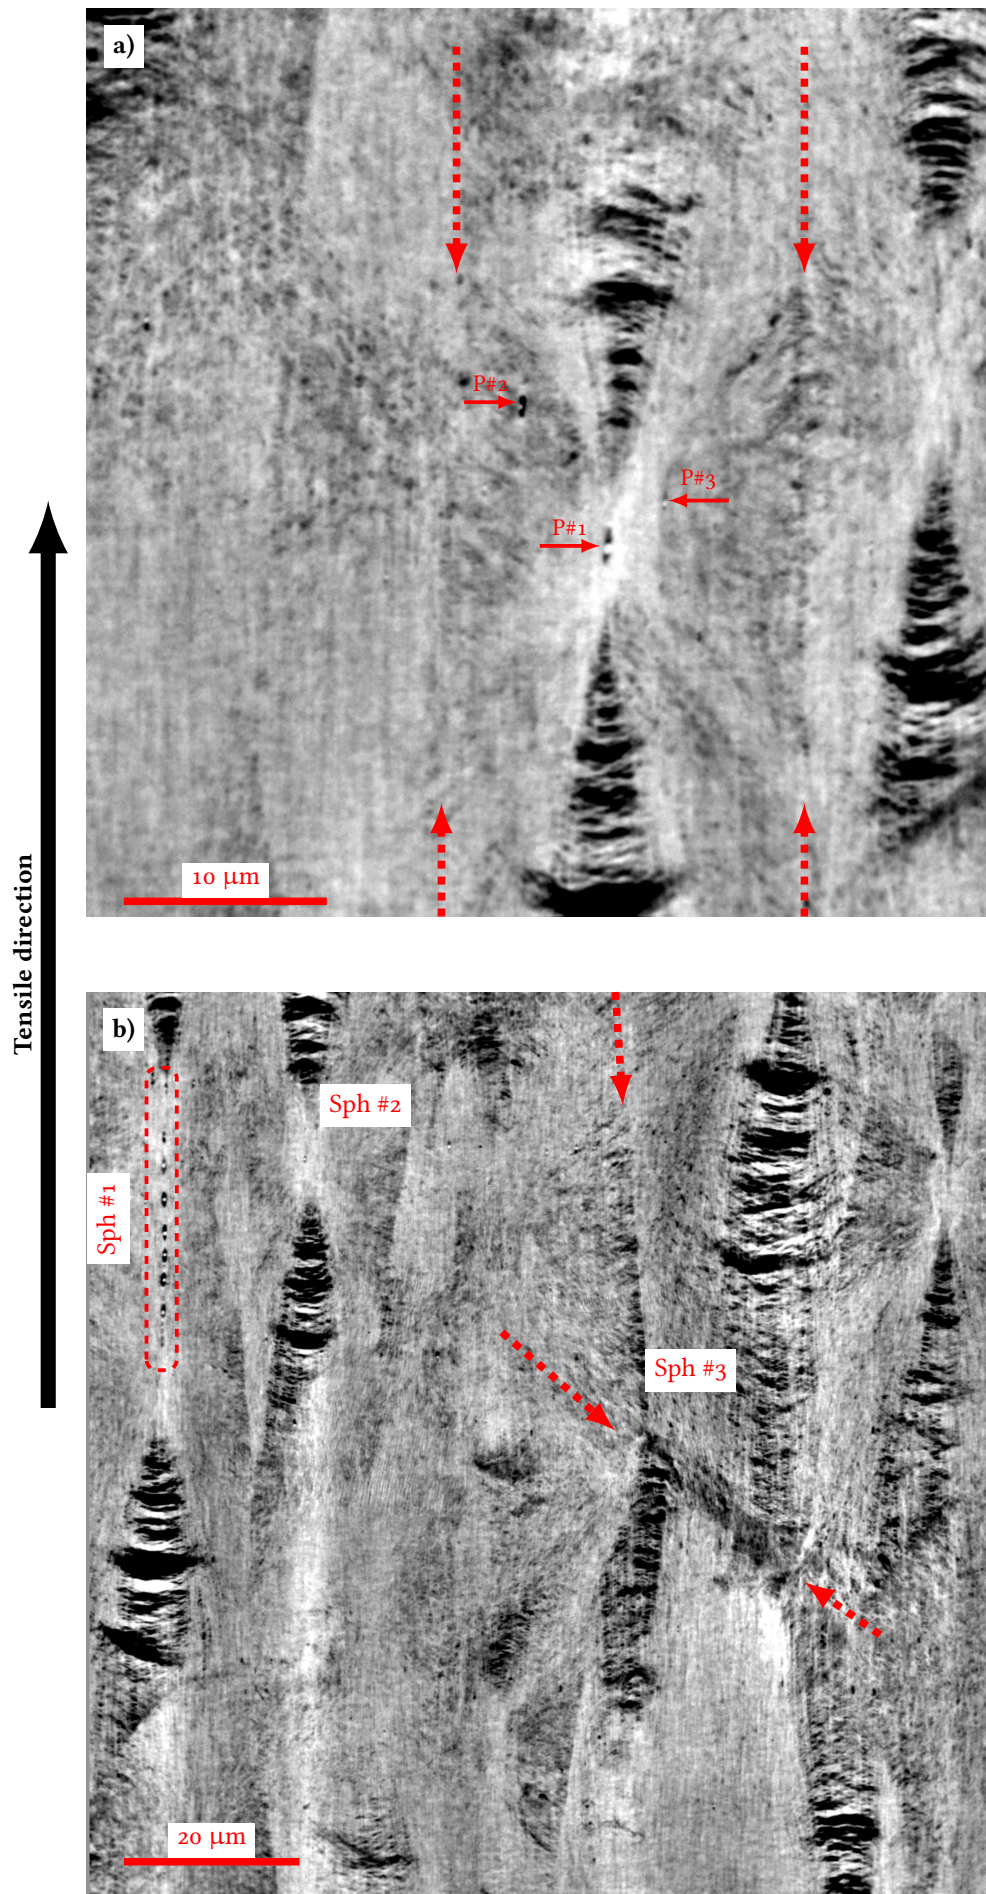 a)
P#2
P#3
P#1
10 μm
Tensile direction
b)
Sph #2
Sph #1
Sph #3
20 μm